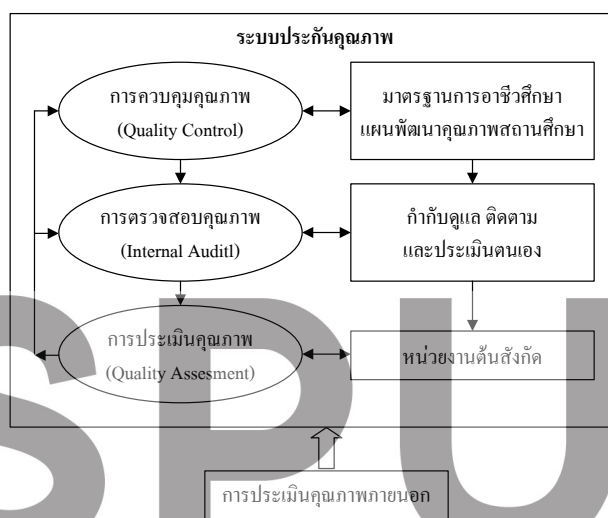 ระบบประกันคุณภาพ
การควบคุมคุณภาพ
(Quality Control)
มาตรฐานการอาชีวศึกษา
แผนพัฒนาคุณภาพสถานศึกษา
การตรวจสอบคุณภาพ
(Internal Auditl)
กำกับดูแล ติดตาม
และประเมินตนเอง
การประเมินคุณภาพ
(Quality Assesment)
หน่วยงานต้นสังกัด
การประเมินคุณภาพภายนอก
SPU